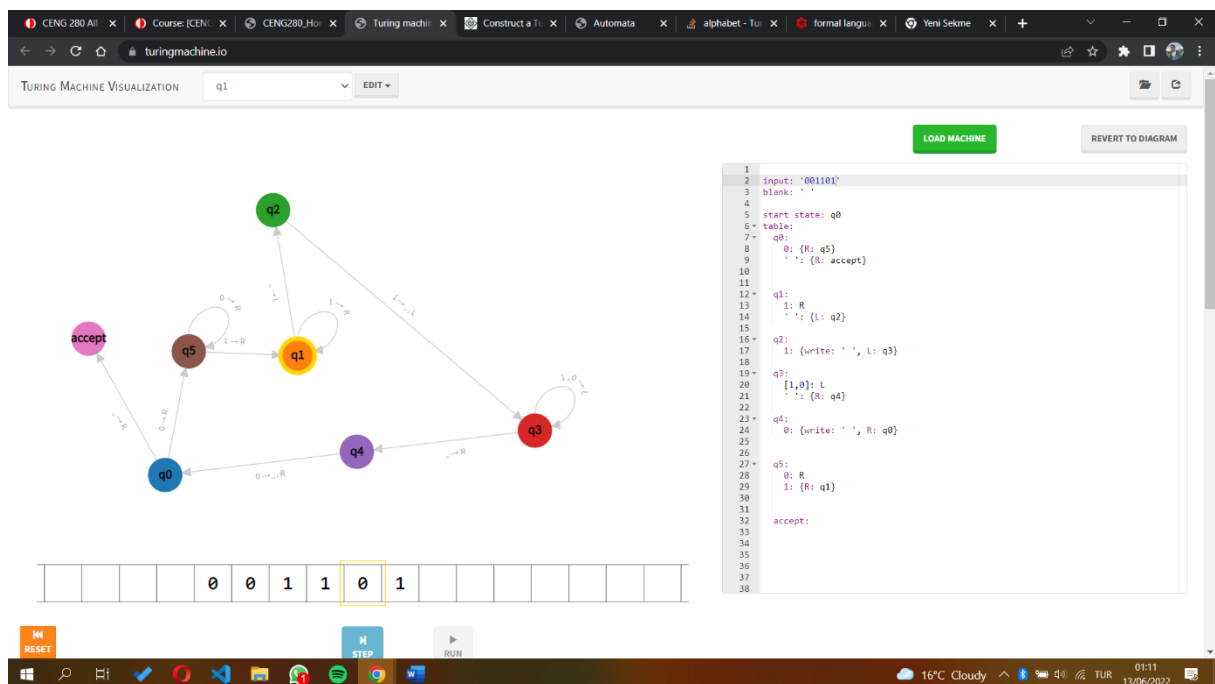 CENG 280 All :
Course: [CENG
CENG280_Hor
Turing machin
Construct a Tu
Automata
alphabet - Tur
formal langua
Yeni Sekme
turingmachine.io
TURING MACHINE VISUALIZATION
q1
EDIT
LOAD MACHINE
REVERT TO DIAGRAM
q2
accept
q5
q1
q3
q4
q0
0→R
1→R
1→R
_→L
1→_,L
1,0→L
_→R
0→_,R
0→R
_→R
1
2 input: '001101'
3 blank: ' '
4
5 start state: q0
6 table:
7 q0:
8 0: {R: q5}
9 ' ': {R: accept}
10
11
12 q1:
13 1: R
14 ' ': {L: q2}
15
16 q2:
17 1: {write: ' ', L: q3}
18
19 q3:
20 [1,0]: L
21 ' ': {R: q4}
22
23 q4:
24 0: {write: ' ', R: q0}
25
26
27 q5:
28 0: R
29 1: {R: q1}
30
31
32 accept:
33
34
35
36
37
38
0 0 1 1 0 1
RESET
STEP
RUN
1
16°C Cloudy
TUR
01:11
13/06/2022